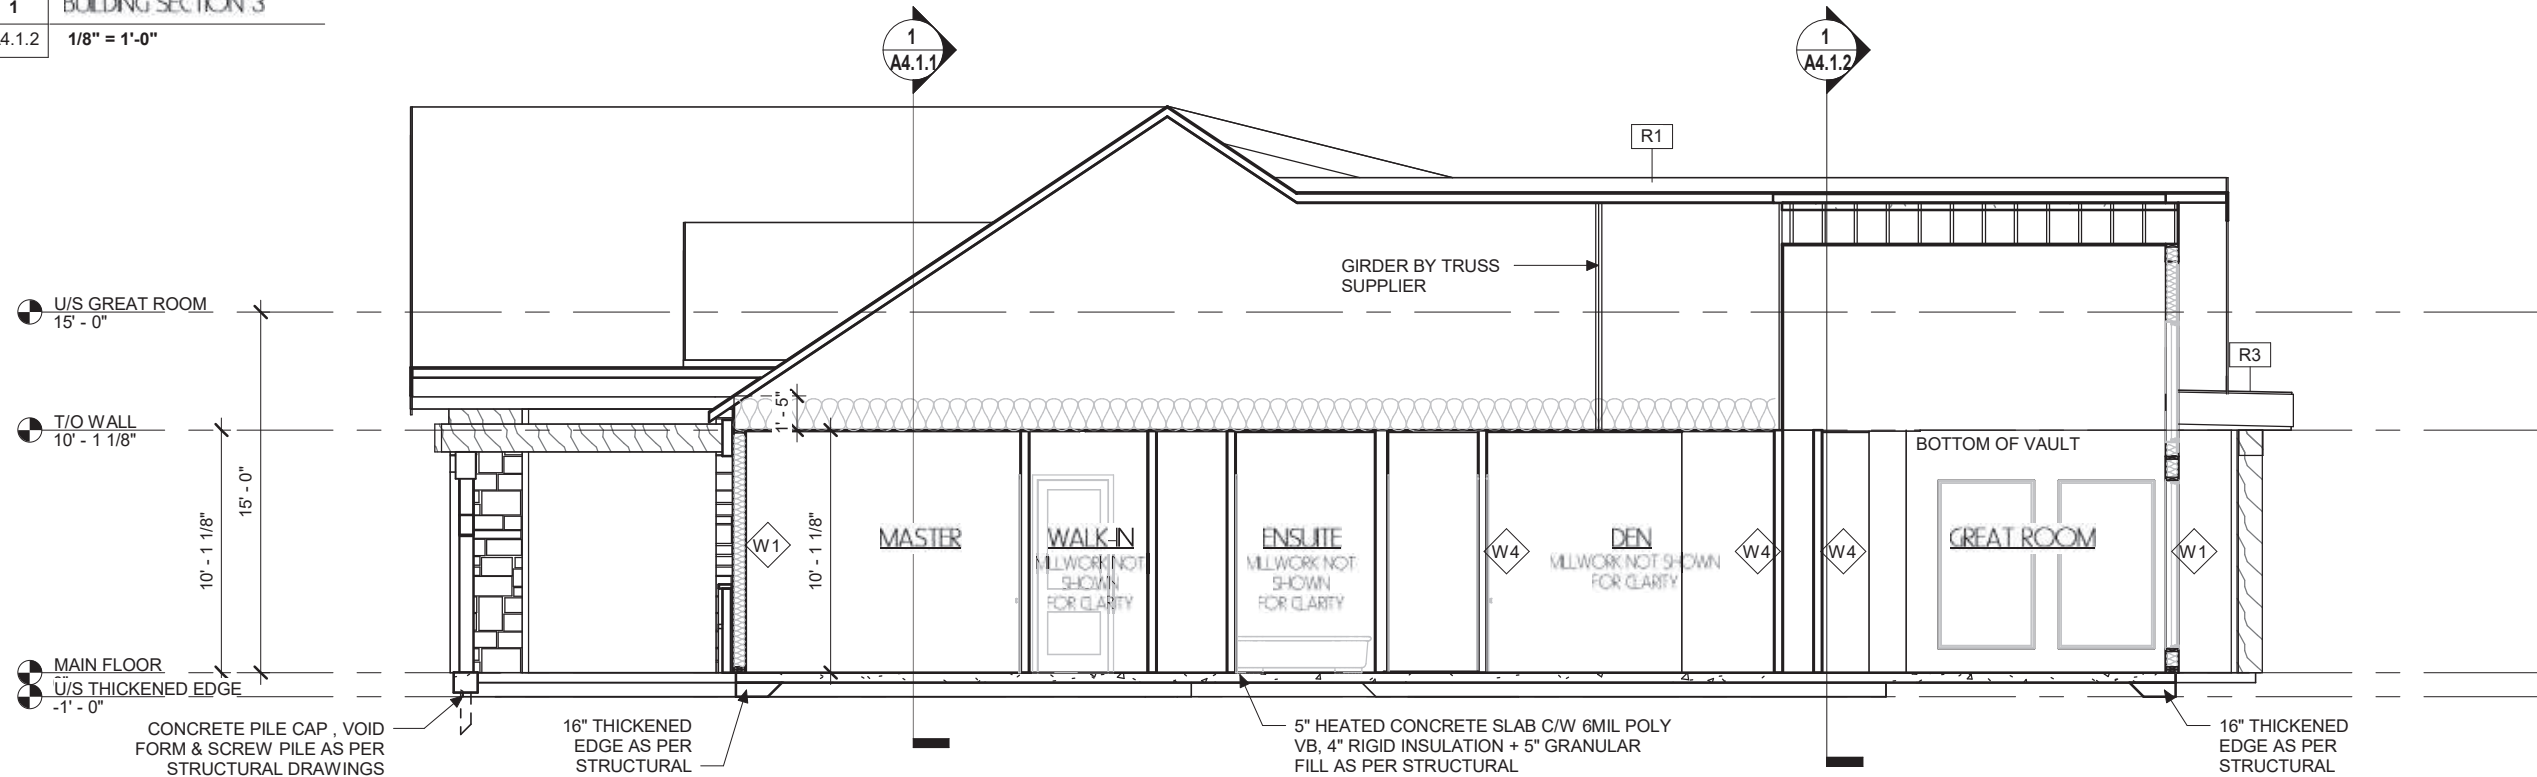 1
BUILDING SECTION 3
4.1.2
1/8" = 1'-0"
1
A4.1.1
1
A4.1.2
R1
GIRDER BY TRUSS
SUPPLIER
U/S GREAT ROOM
15' - 0"
R3
1' - 5"
T/O WALL
10' - 1 1/8"
BOTTOM OF VAULT
15' - 0"
10' - 1 1/8"
10' - 1 1/8"
W1
MASTER
WALK-IN
MILLWORK NOT
SHOWN
FOR CLARITY
ENSUITE
MILLWORK NOT
SHOWN
FOR CLARITY
W4
DEN
MILLWORK NOT SHOWN
FOR CLARITY
W4
W4
GREAT ROOM
W1
MAIN FLOOR
U/S THICKENED EDGE
-1' - 0"
CONCRETE PILE CAP , VOID
FORM & SCREW PILE AS PER
STRUCTURAL DRAWINGS
16" THICKENED
EDGE AS PER
STRUCTURAL
5" HEATED CONCRETE SLAB C/W 6MIL POLY
VB, 4" RIGID INSULATION + 5" GRANULAR
FILL AS PER STRUCTURAL
16" THICKENED
EDGE AS PER
STRUCTURAL